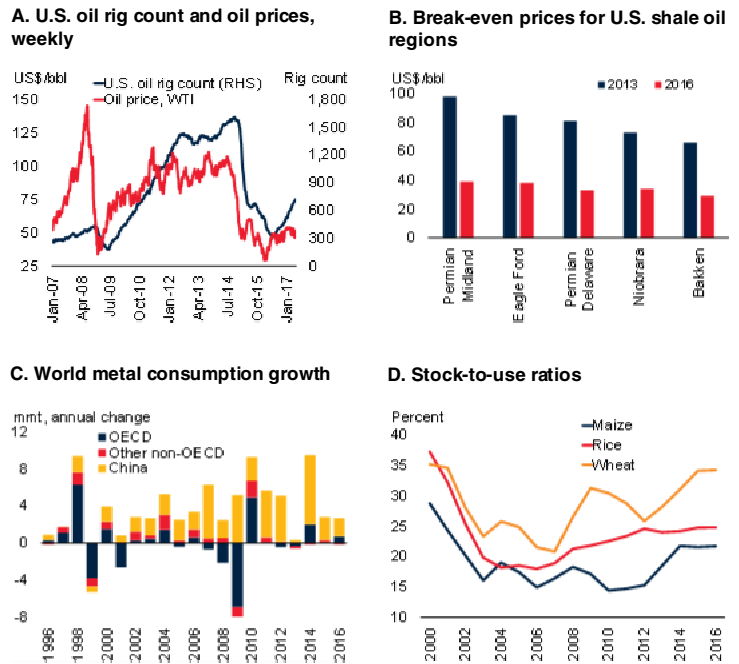 A. U.S. oil rig count and oil prices,
weekly
US$/bbl
Rig count
U.S. oil rig count (RHS)
Oil price, WTI
150
125
100
75
50
25
1,800
1,500
1,200
900
600
300
0
Jan-07
Apr-08
Jul-09
Oct-10
Jan-12
Apr-13
Jul-14
Oct-15
Jan-17
B. Break-even prices for U.S. shale oil
regions
US$/bbl
2013
2016
100
80
60
40
20
0
Permian
Midland
Eagle Ford
Permian
Delaware
Niobrara
Bakken
C. World metal consumption growth
mmt, annual change
OECD
Other non-OECD
China
12
8
4
0
-4
-8
1996
1998
2000
2002
2004
2006
2008
2010
2012
2014
2016
D. Stock-to-use ratios
Percent
Maize
Rice
Wheat
40
35
30
25
20
15
10
2000
2002
2004
2006
2008
2010
2012
2014
2016